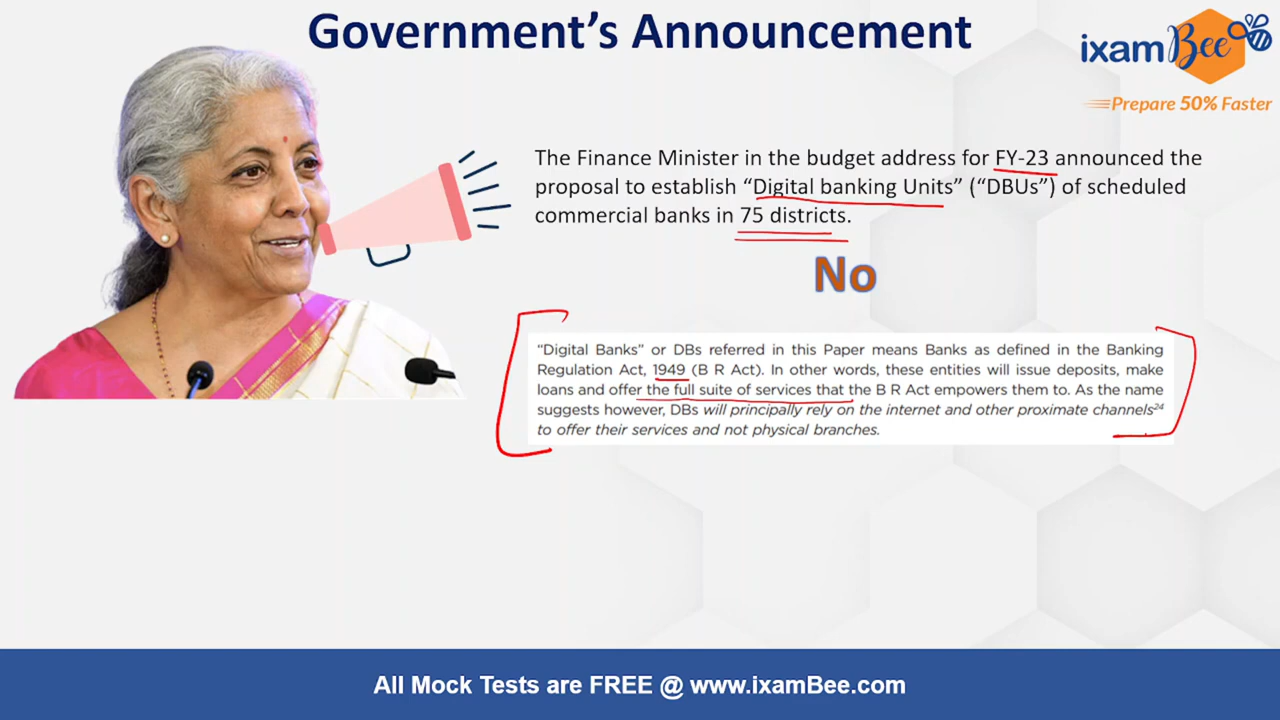 Government’s Announcement
ixamBee
Prepare 50% Faster
The Finance Minister in the budget address for FY-23 announced the
proposal to establish “Digital banking Units” (“DBUs”) of scheduled
commercial banks in 75 districts.
No
“Digital Banks” or DBs referred in this Paper means Banks as defined in the Banking
Regulation Act, 1949 (B R Act). In other words, these entities will issue deposits, make
loans and offer the full suite of services that the B R Act empowers them to. As the name
suggests however, DBs will principally rely on the internet and other proximate channels²⁴
to offer their services and not physical branches.
All Mock Tests are FREE @ www.ixamBee.com